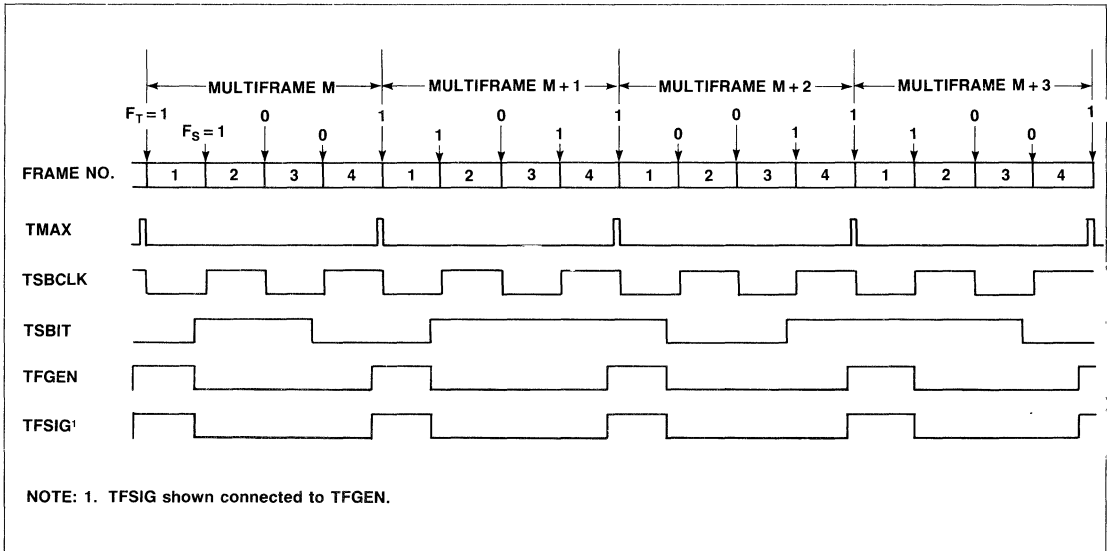 MULTIFRAME M MULTIFRAME M + 1 MULTIFRAME M + 2 MULTIFRAME M + 3
F_T = 1 0 1 0 1 0 1 0 1
F_S = 1 0 1 1 0 1 1 0
FRAME NO. 1 2 3 4 1 2 3 4 1 2 3 4 1 2 3 4
TMAX
TSBCLK
TSBIT
TFGEN
TFSIG¹
NOTE: 1. TFSIG shown connected to TFGEN.